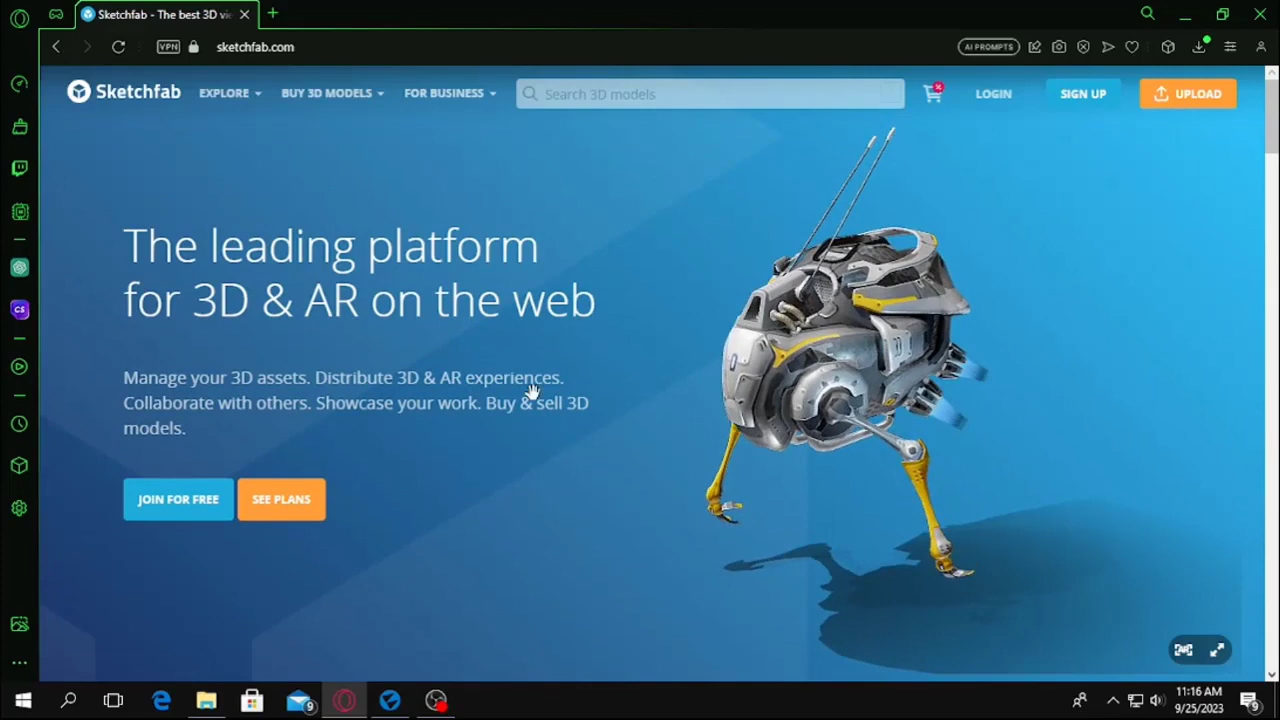 Sketchfab - The best 3D vi
VPN
sketchfab.com
AI PROMPTS
Sketchfab
EXPLORE
BUY 3D MODELS
FOR BUSINESS
Search 3D models
LOGIN
SIGN UP
UPLOAD
The leading platform
for 3D & AR on the web
Manage your 3D assets. Distribute 3D & AR experiences.
Collaborate with others. Showcase your work. Buy & sell 3D
models.
JOIN FOR FREE
SEE PLANS
CS
9
11:16 AM
9/25/2023
9